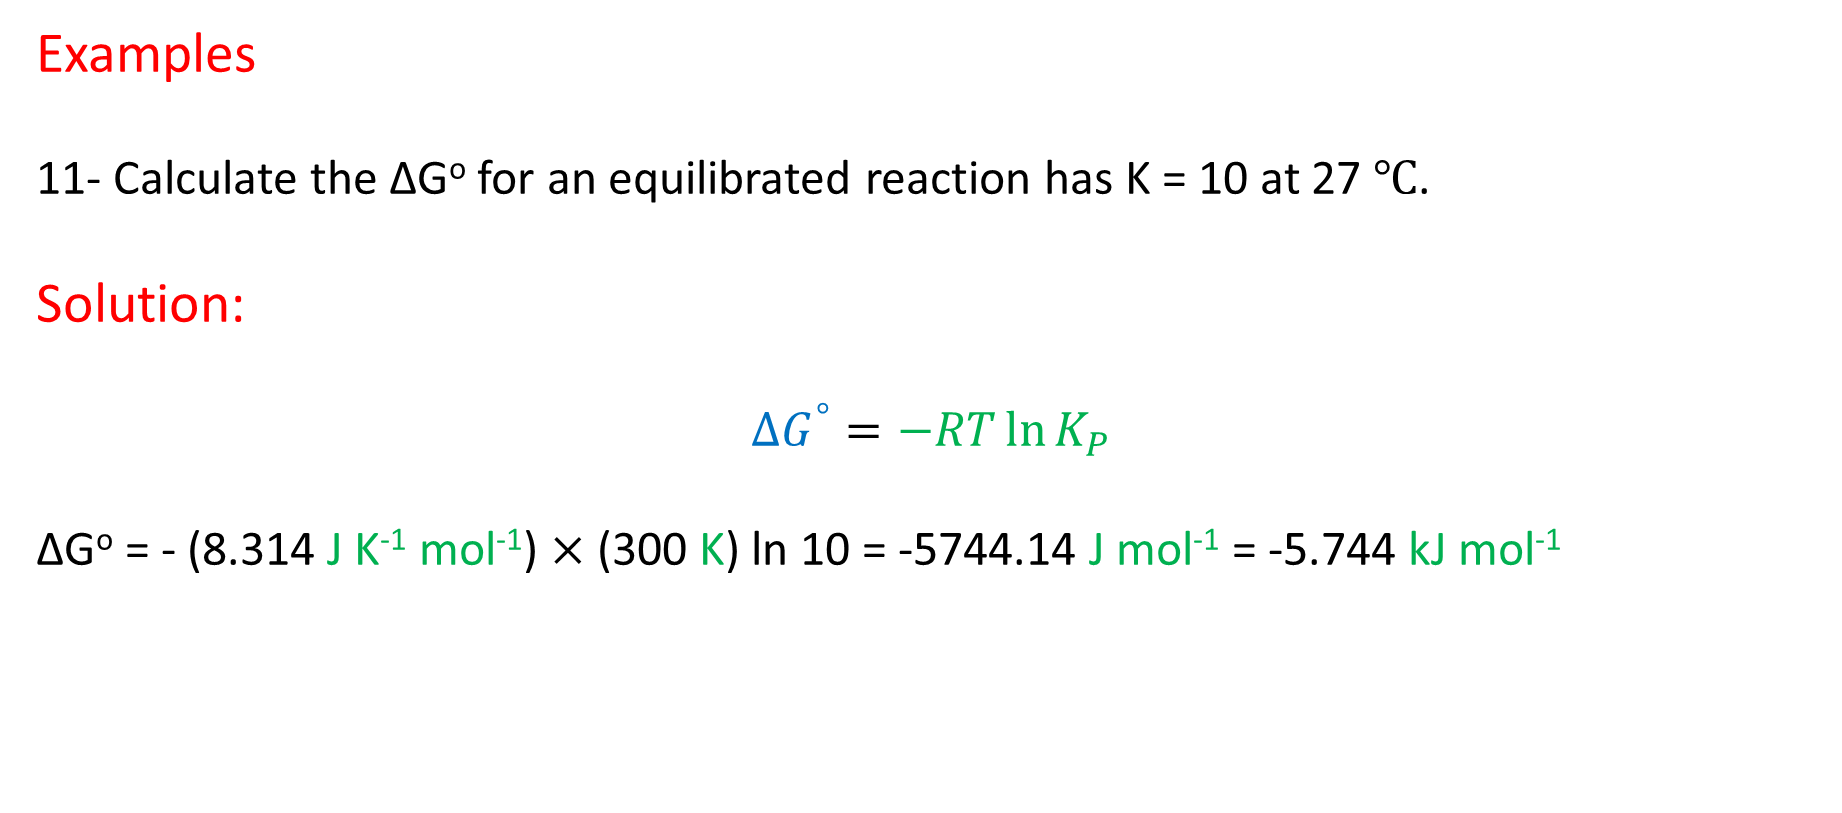 Examples
11- Calculate the ΔGº for an equilibrated reaction has K = 10 at 27 ℃.
Solution:
ΔG° = −RT ln K_P
ΔGº = - (8.314 J K⁻¹ mol⁻¹) × (300 K) ln 10 = -5744.14 J mol⁻¹ = -5.744 kJ mol⁻¹